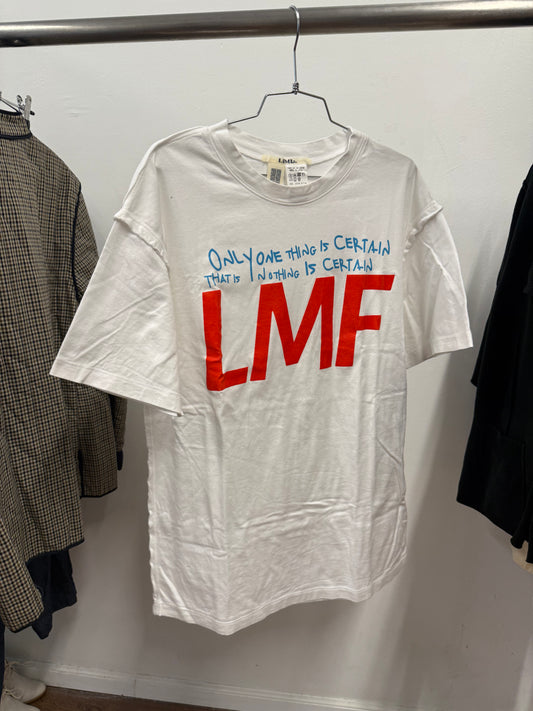 ONLY ONE THING IS CERTAIN
THAT IS NOTHING IS CERTAIN
LMF